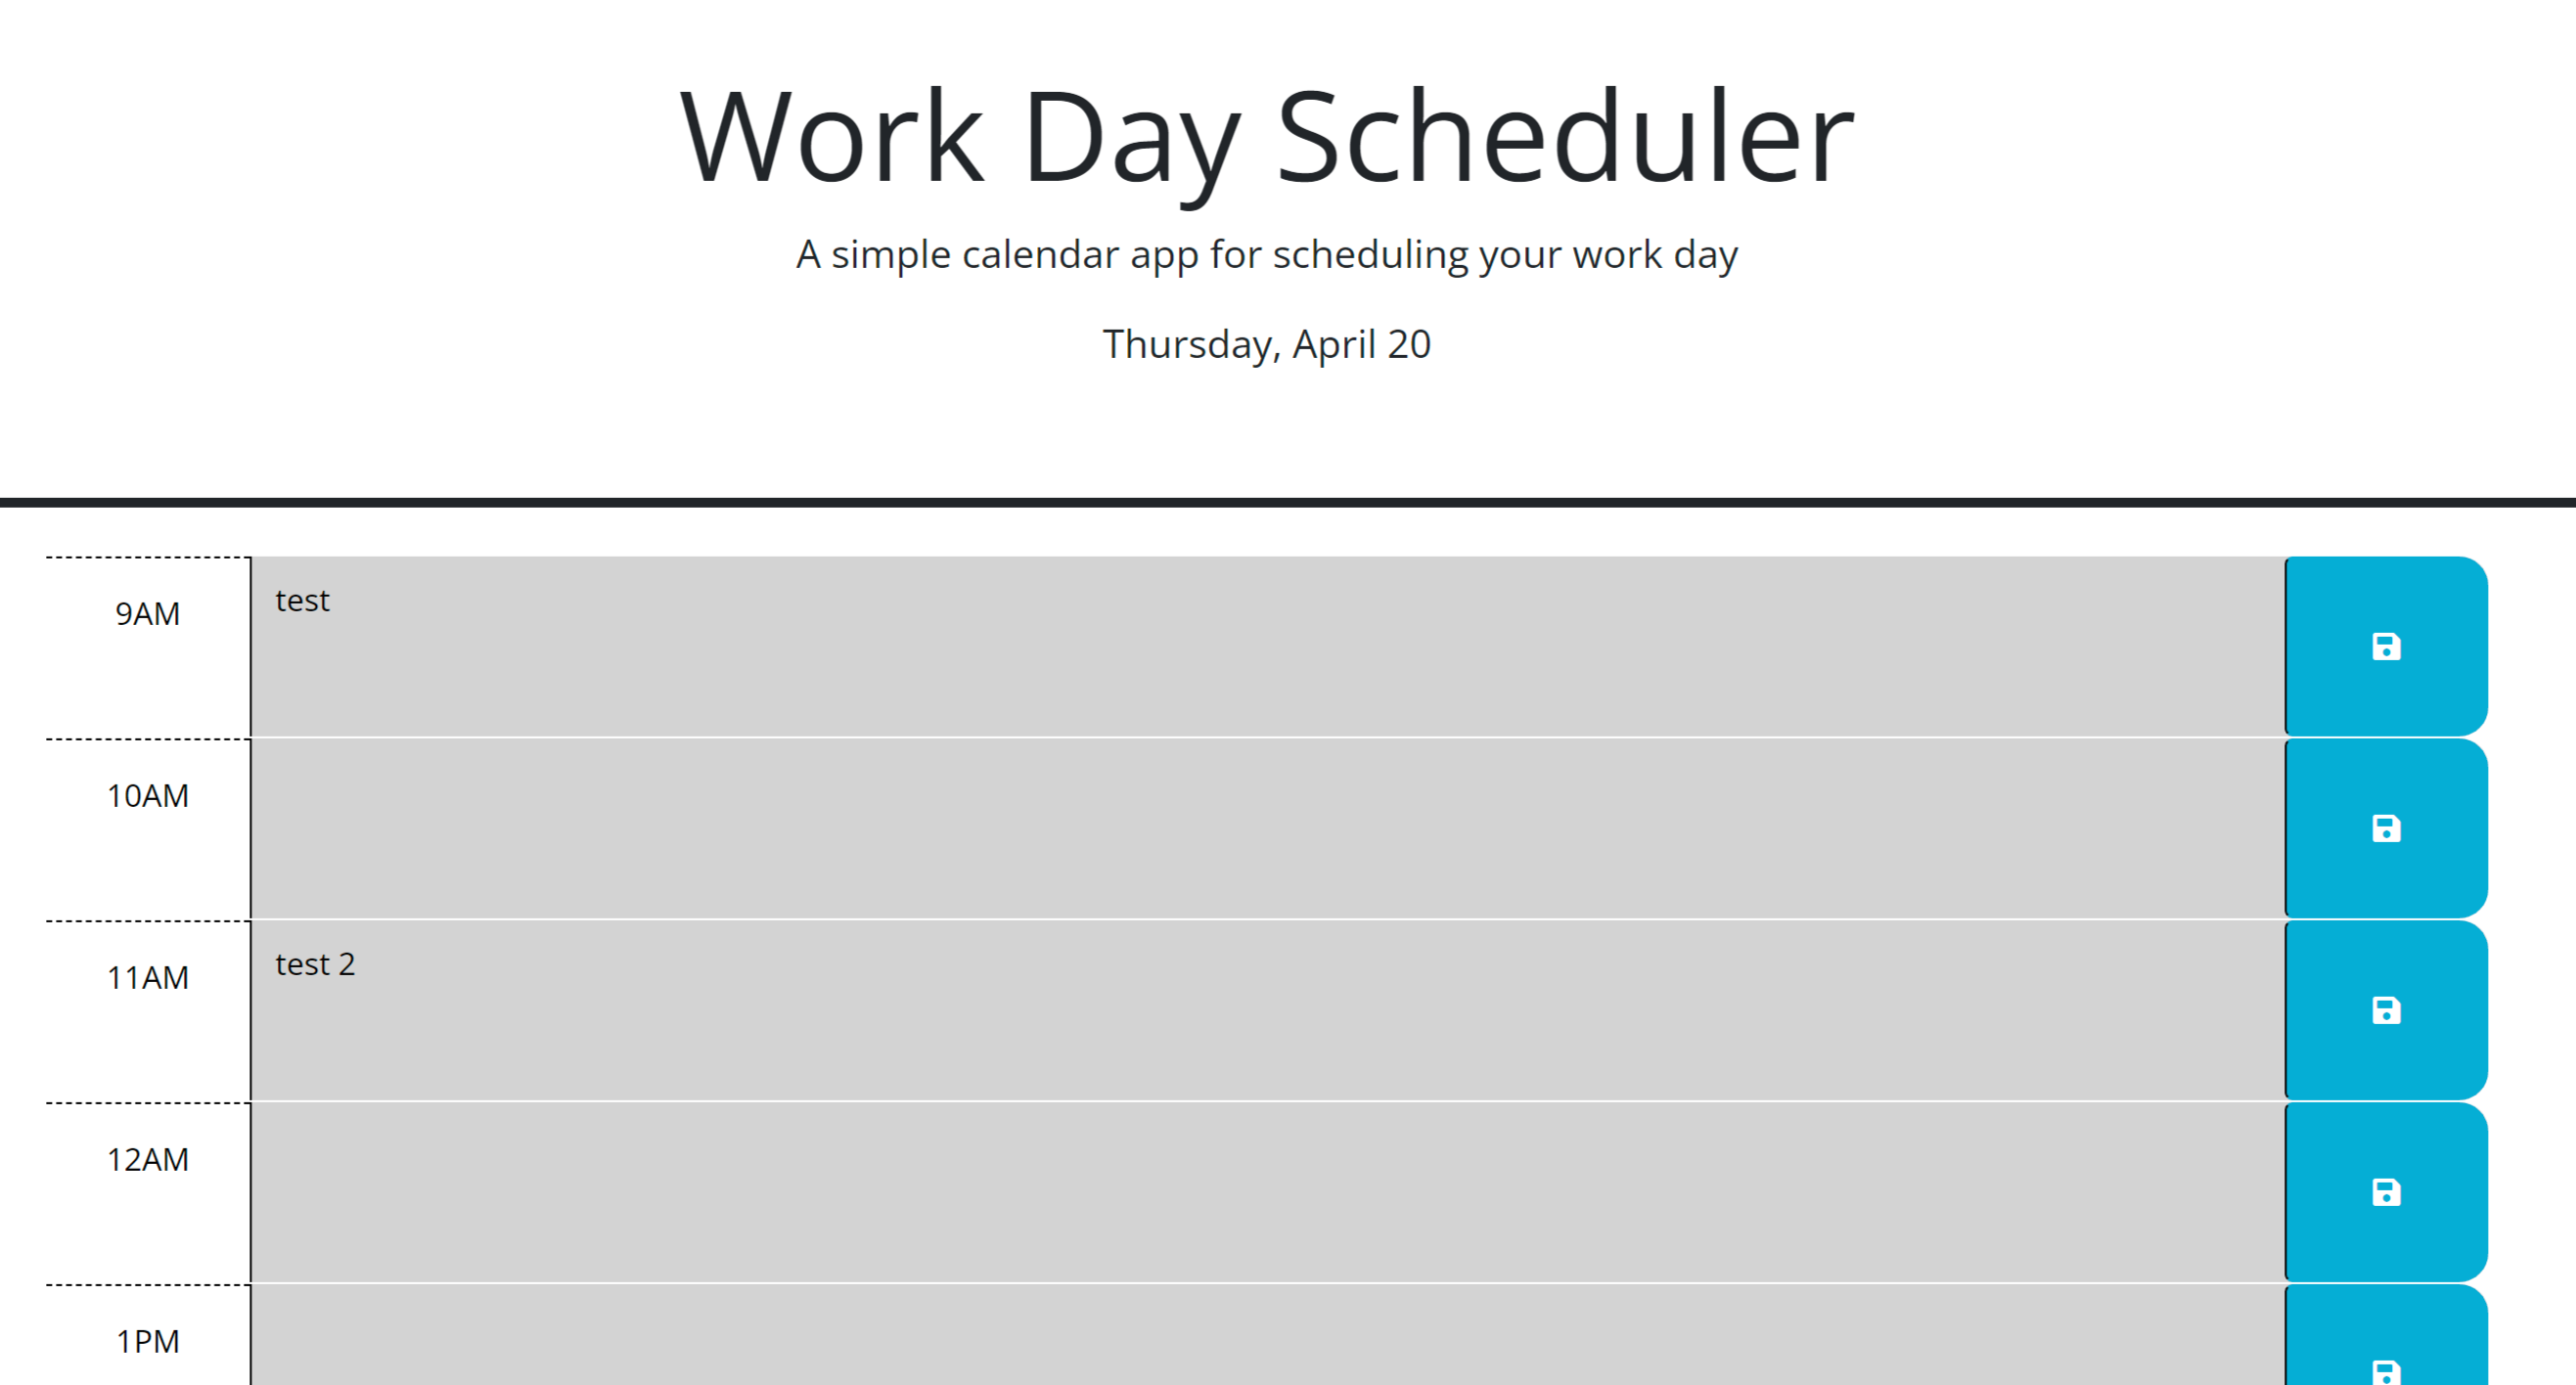 Work Day Scheduler
A simple calendar app for scheduling your work day
Thursday, April 20
9AM
test
10AM
11AM
test 2
12AM
1PM